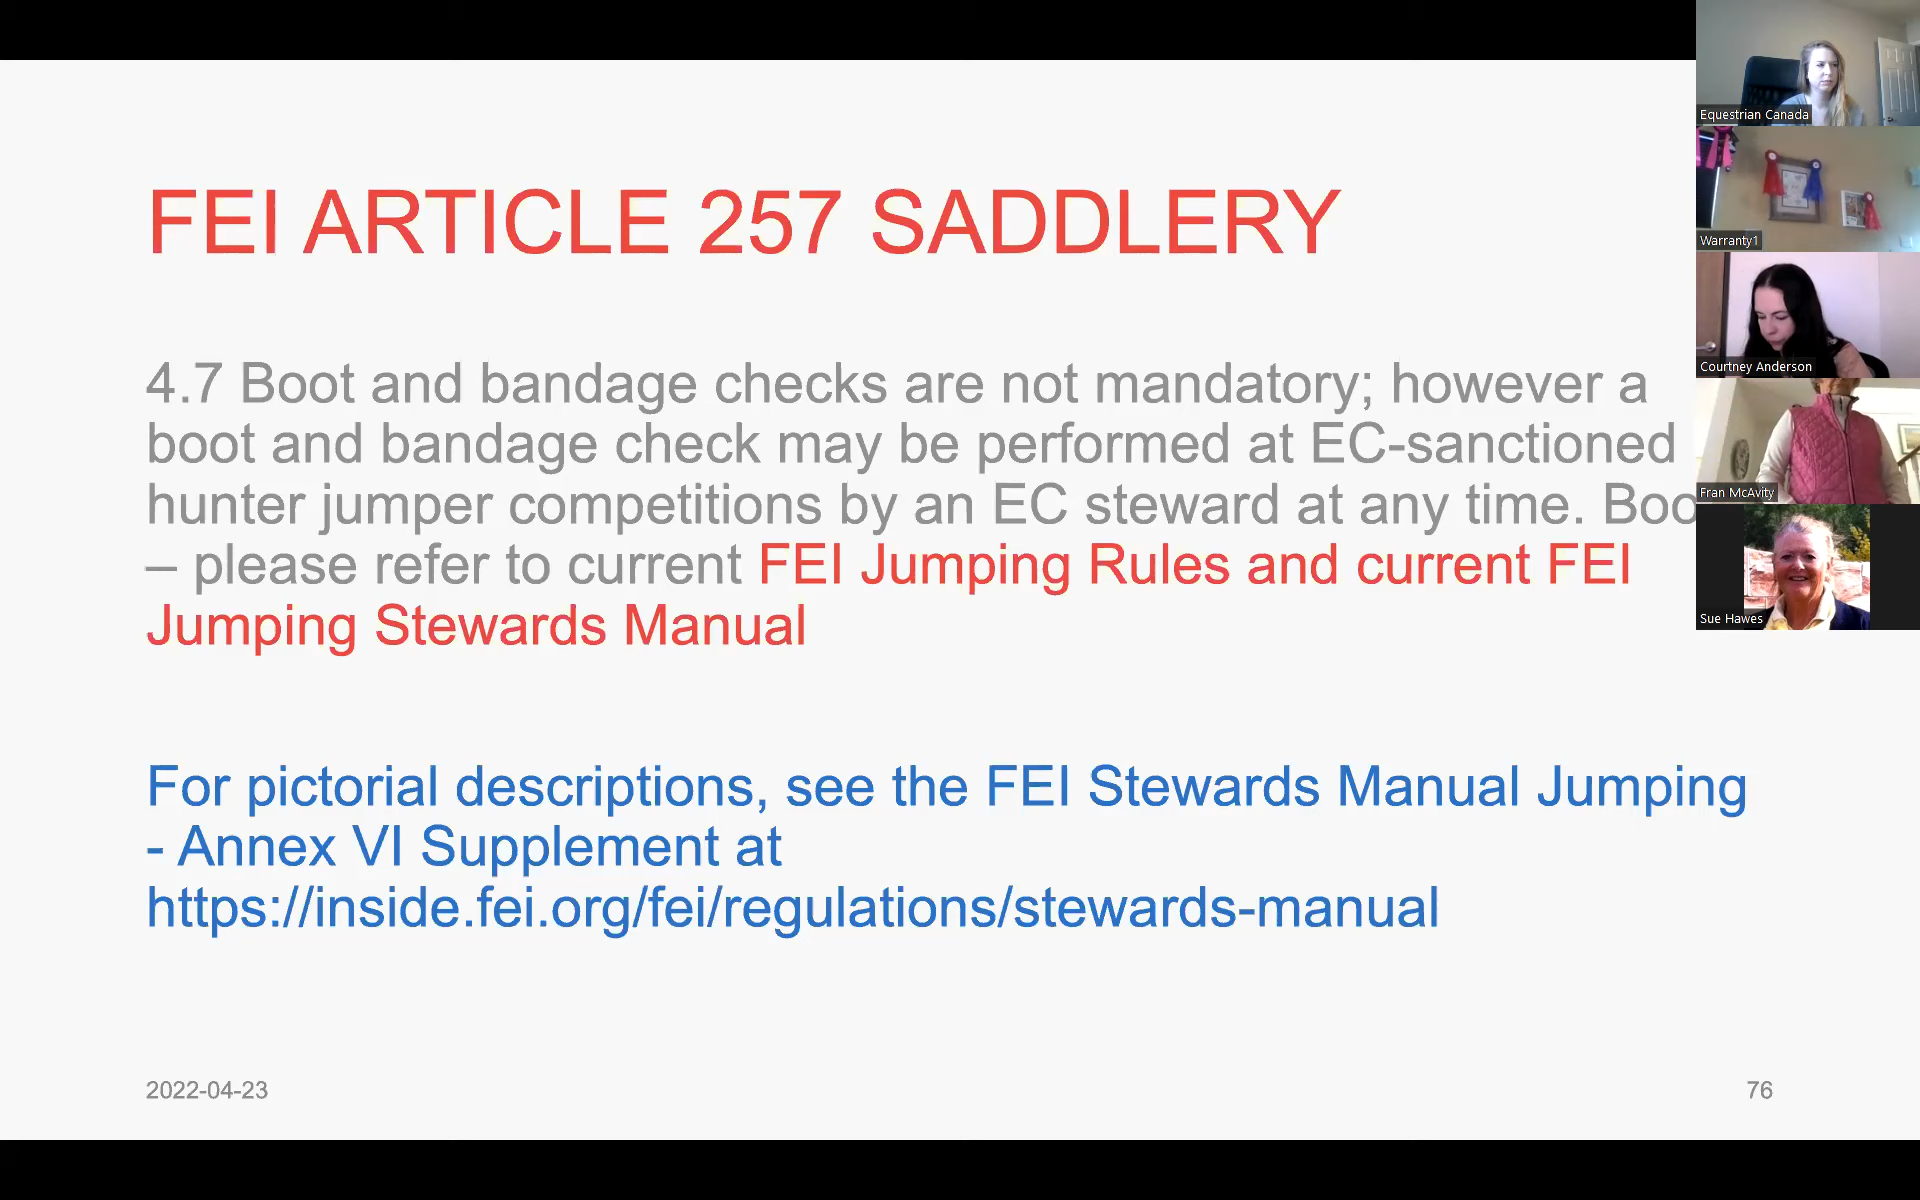 FEI ARTICLE 257 SADDLERY
4.7 Boot and bandage checks are not mandatory; however a
boot and bandage check may be performed at EC-sanctioned
hunter jumper competitions by an EC steward at any time. Boo
– please refer to current FEI Jumping Rules and current FEI
Jumping Stewards Manual
For pictorial descriptions, see the FEI Stewards Manual Jumping
- Annex VI Supplement at
https://inside.fei.org/fei/regulations/stewards-manual
2022-04-23
76
Equestrian Canada
Warranty1
Courtney Anderson
Fran McAvity
Sue Hawes